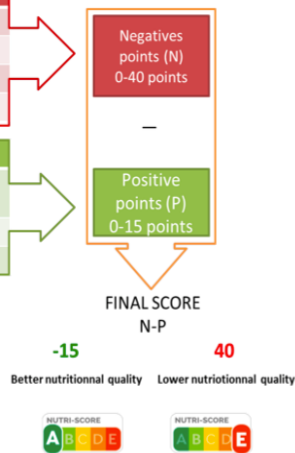 Negatives
points (N)
0-40 points
—
Positive
points (P)
0-15 points
FINAL SCORE
N-P
-15 40
Better nutritionnal quality Lower nutriotionnal quality
NUTRI-SCORE NUTRI-SCORE
A B C D E A B C D E